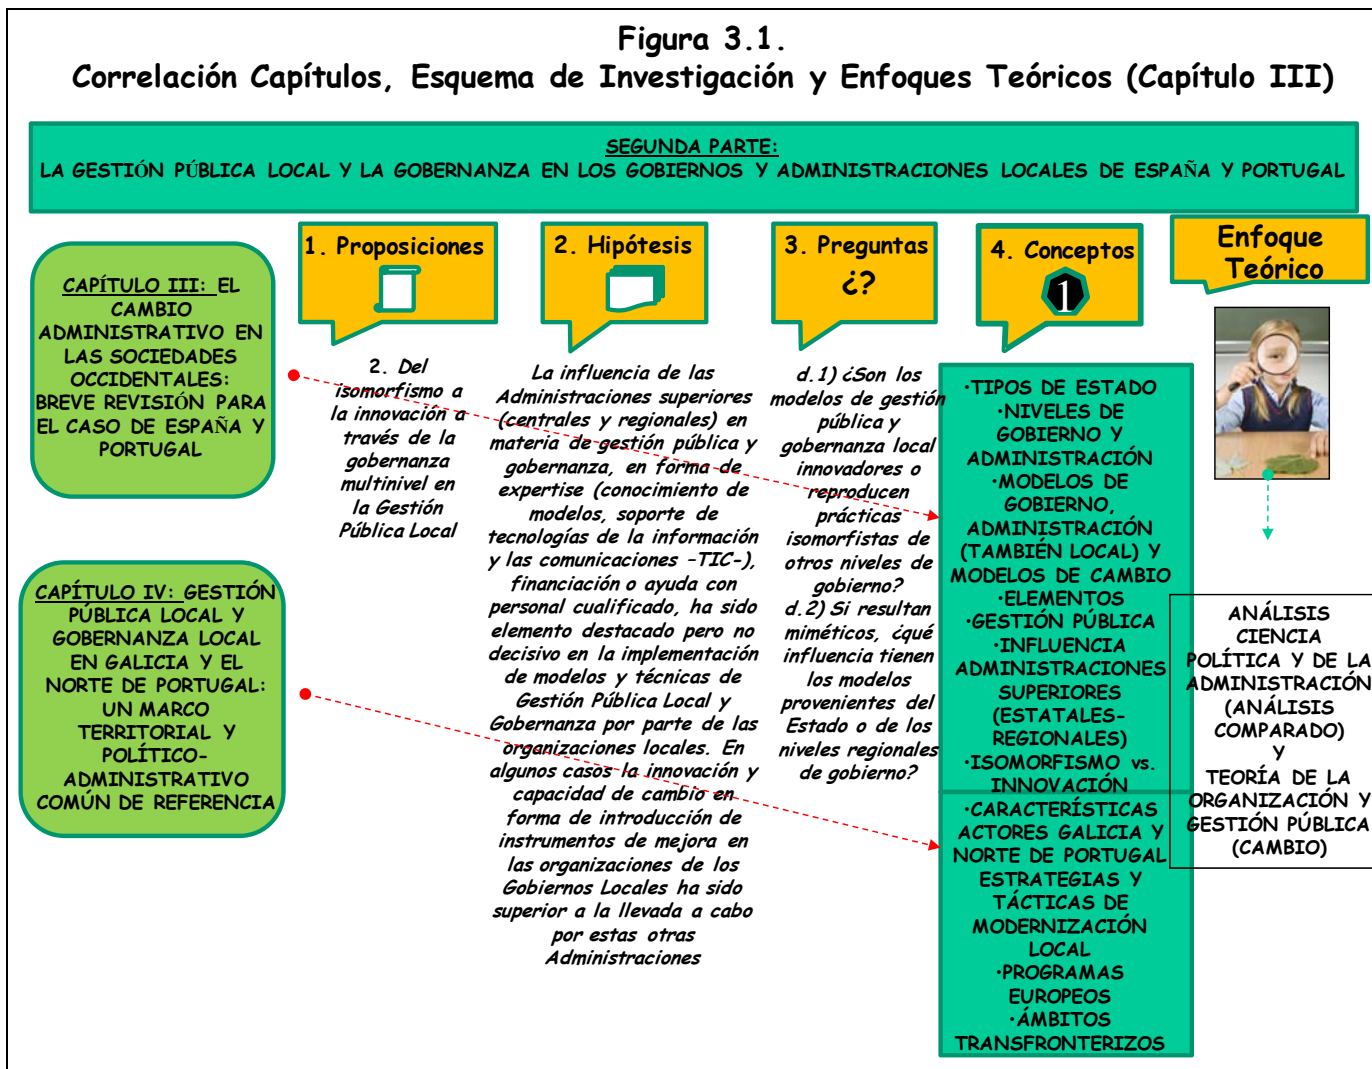 Figura 3.1.
Correlación Capítulos, Esquema de Investigación y Enfoques Teóricos (Capítulo III)
SEGUNDA PARTE:
LA GESTIÓN PÚBLICA LOCAL Y LA GOBERNANZA EN LOS GOBIERNOS Y ADMINISTRACIONES LOCALES DE ESPAÑA Y PORTUGAL
CAPÍTULO III: EL
CAMBIO
ADMINISTRATIVO EN
LAS SOCIEDADES
OCCIDENTALES:
BREVE REVISIÓN PARA
EL CASO DE ESPAÑA Y
PORTUGAL
CAPÍTULO IV: GESTIÓN
PÚBLICA LOCAL Y
GOBERNANZA LOCAL
EN GALICIA Y EL
NORTE DE PORTUGAL:
UN MARCO
TERRITORIAL Y
POLÍTICO-
ADMINISTRATIVO
COMÚN DE REFERENCIA
1. Proposiciones
2. Del
isomorfismo a
la innovación a
través de la
gobernanza
multinivel en
la Gestión
Pública Local
2. Hipótesis
La influencia de las
Administraciones superiores
(centrales y regionales) en
materia de gestión pública y
gobernanza, en forma de
expertise (conocimiento de
modelos, soporte de
tecnologías de la información
y las comunicaciones –TIC-),
financiación o ayuda con
personal cualificado, ha sido
elemento destacado pero no
decisivo en la implementación
de modelos y técnicas de
Gestión Pública Local y
Gobernanza por parte de las
organizaciones locales. En
algunos casos la innovación y
capacidad de cambio en
forma de introducción de
instrumentos de mejora en
las organizaciones de los
Gobiernos Locales ha sido
superior a la llevada a cabo
por estas otras
Administraciones
3. Preguntas
¿?
d.1) ¿Son los
modelos de gestión
pública y
gobernanza local
innovadores o
reproducen
prácticas
isomorfistas de
otros niveles de
gobierno?
d.2) Si resultan
miméticos, ¿qué
influencia tienen
los modelos
provenientes del
Estado o de los
niveles regionales
de gobierno?
4. Conceptos
1
•TIPOS DE ESTADO
•NIVELES DE
GOBIERNO Y
ADMINISTRACIÓN
•MODELOS DE
GOBIERNO,
ADMINISTRACIÓN
(TAMBIÉN LOCAL) Y
MODELOS DE CAMBIO
•ELEMENTOS
•GESTIÓN PÚBLICA
•INFLUENCIA
ADMINISTRACIONES
SUPERIORES
(ESTATALES-
REGIONALES)
•ISOMORFISMO vs.
INNOVACIÓN
•CARACTERÍSTICAS
ACTORES GALICIA Y
NORTE DE PORTUGAL
ESTRATEGIAS Y
TÁCTICAS DE
MODERNIZACIÓN
LOCAL
•PROGRAMAS
EUROPEOS
•ÁMBITOS
TRANSFRONTERIZOS
Enfoque
Teórico
ANÁLISIS
CIENCIA
POLÍTICA Y DE LA
ADMINISTRACIÓN
(ANÁLISIS
COMPARADO)
Y
TEORÍA DE LA
ORGANIZACIÓN Y
GESTIÓN PÚBLICA
(CAMBIO)